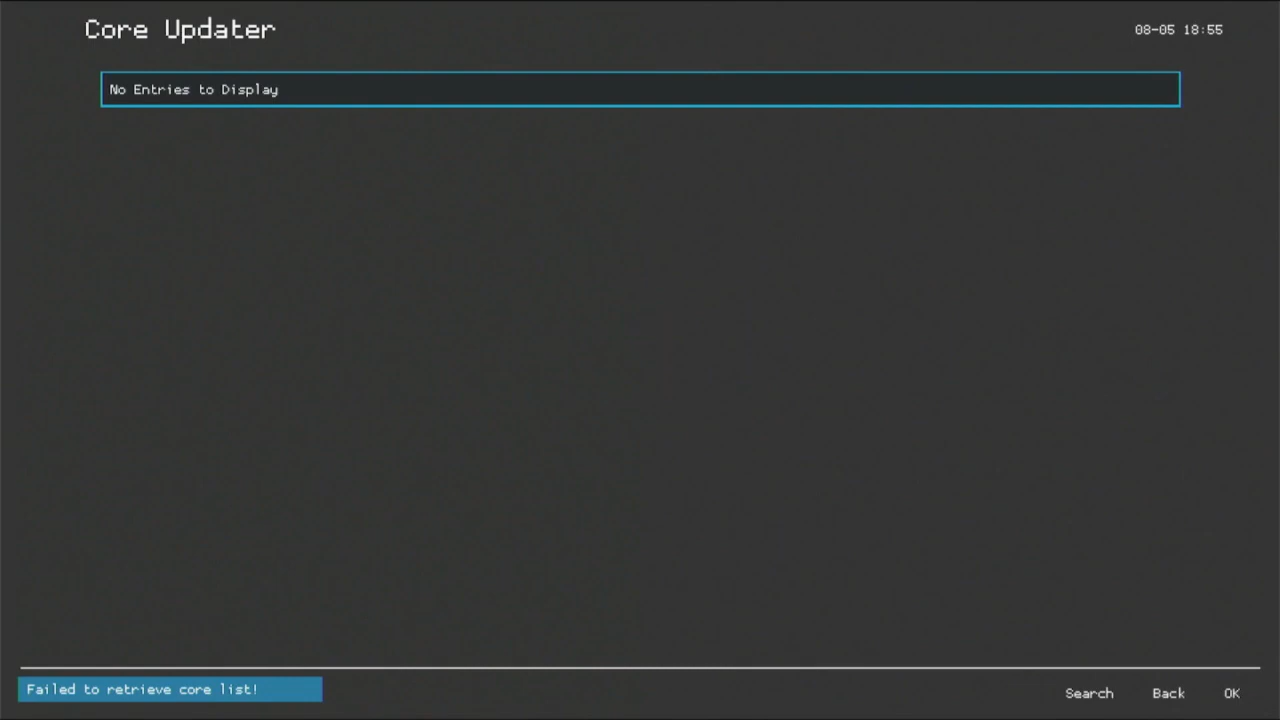 Core Updater
08-05 18:55
No Entries to Display
Failed to retrieve core list!
Search Back OK